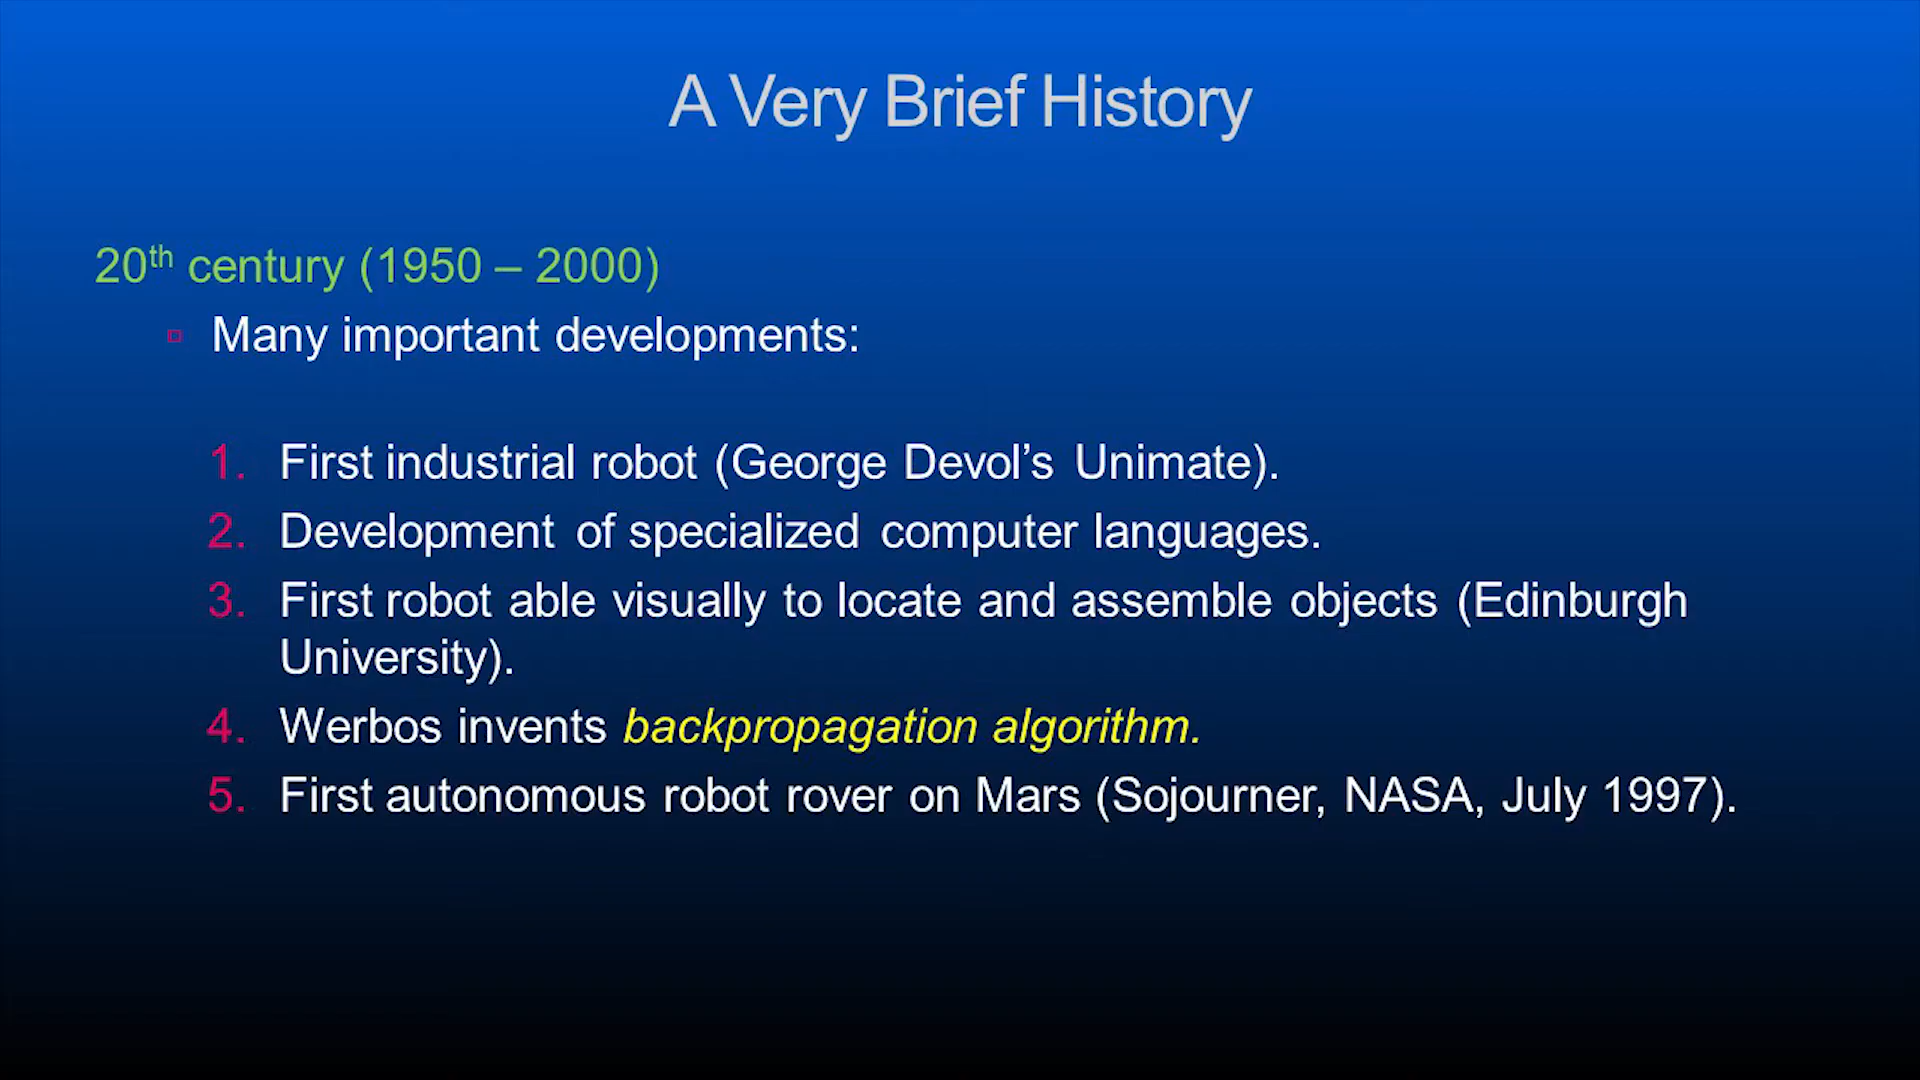 A Very Brief History
20th century (1950 – 2000)
Many important developments:
1. First industrial robot (George Devol’s Unimate).
2. Development of specialized computer languages.
3. First robot able visually to locate and assemble objects (Edinburgh
University).
4. Werbos invents backpropagation algorithm.
5. First autonomous robot rover on Mars (Sojourner, NASA, July 1997).